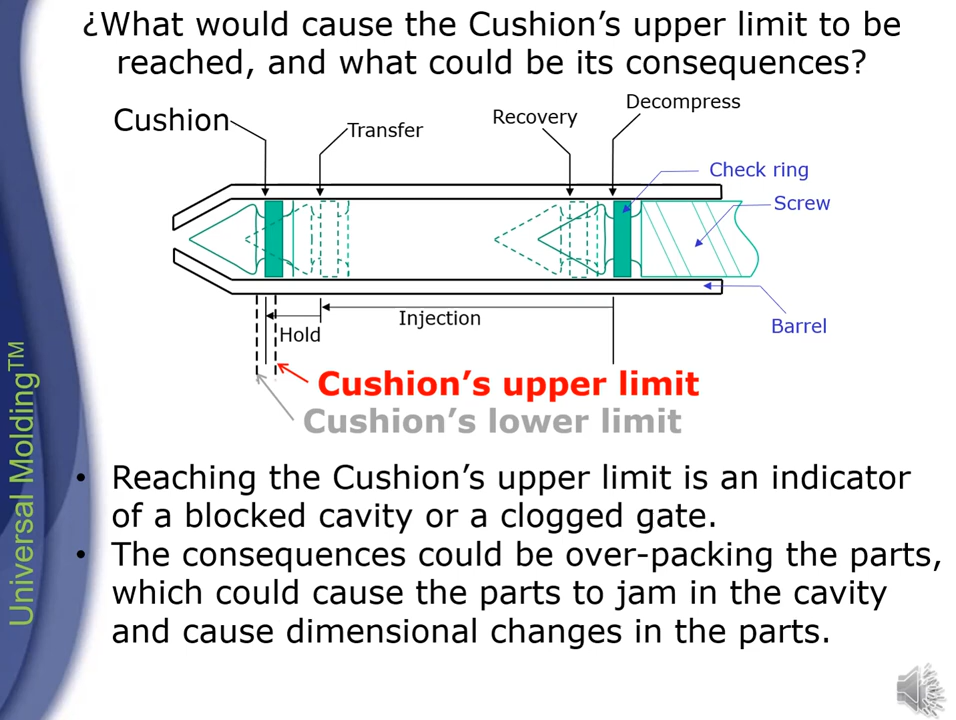 ¿What would cause the Cushion’s upper limit to be
reached, and what could be its consequences?
Cushion
Transfer
Recovery
Decompress
Check ring
Screw
Injection
Hold
Barrel
Cushion’s upper limit
Cushion’s lower limit
• Reaching the Cushion’s upper limit is an indicator
of a blocked cavity or a clogged gate.
• The consequences could be over-packing the parts,
which could cause the parts to jam in the cavity
and cause dimensional changes in the parts.
Universal Molding™